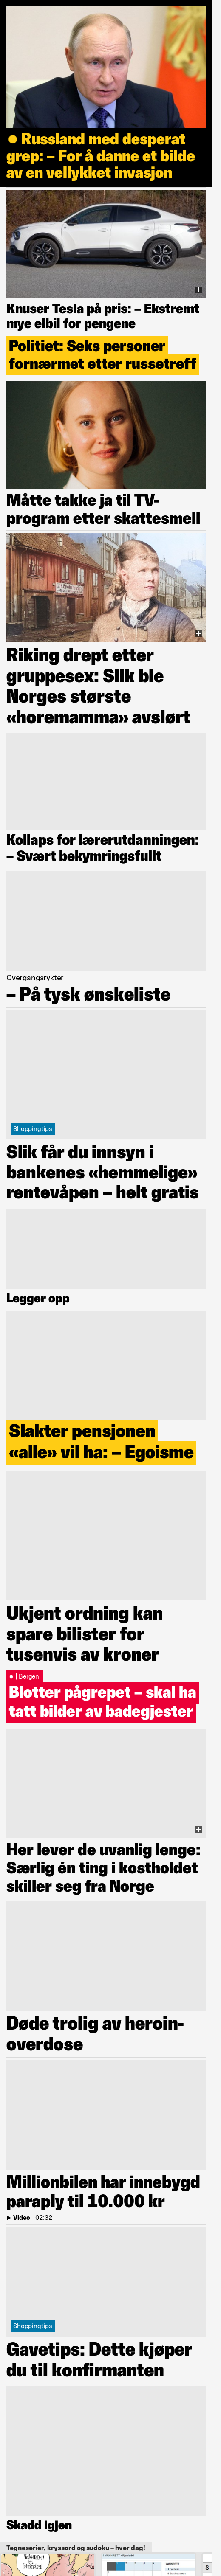 Russland med desperat
grep: – For å danne et bilde
av en vellykket invasjon
Knuser Tesla på pris: – Ekstremt
mye elbil for pengene
Politiet: Seks personer
fornærmet etter russetreff
Måtte takke ja til TV-
program etter skattesmell
Riking drept etter
gruppesex: Slik ble
Norges største
«horemamma» avslørt
Kollaps for lærerutdanningen:
– Svært bekymringsfullt
Overgangsrykter
– På tysk ønskeliste
Shoppingtips
Slik får du innsyn i
bankenes «hemmelige»
rentevåpen – helt gratis
Legger opp
Slakter pensjonen
«alle» vil ha: – Egoisme
Ukjent ordning kan
spare bilister for
tusenvis av kroner
| Bergen:
Blotter pågrepet – skal ha
tatt bilder av badegjester
Her lever de uvanlig lenge:
Særlig én ting i kostholdet
skiller seg fra Norge
Døde trolig av heroin-
overdose
Millionbilen har innebygd
paraply til 10.000 kr
Video | 02:32
Shoppingtips
Gavetips: Dette kjøper
du til konfirmanten
Skadd igjen
Tegneserier, kryssord og sudoku – hver dag!
8